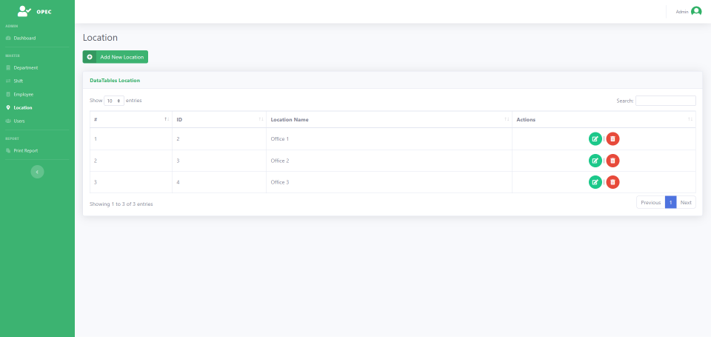 OPEC
Admin
ADMIN
Dashboard
MASTER
Department
Shift
Employee
Location
Users
REPORT
Print Report
Location
Add New Location
DataTables Location
Show 10 entries
Search:
# ID Location Name Actions
1 2 Office 1
2 3 Office 2
3 4 Office 3
Showing 1 to 3 of 3 entries
Previous 1 Next